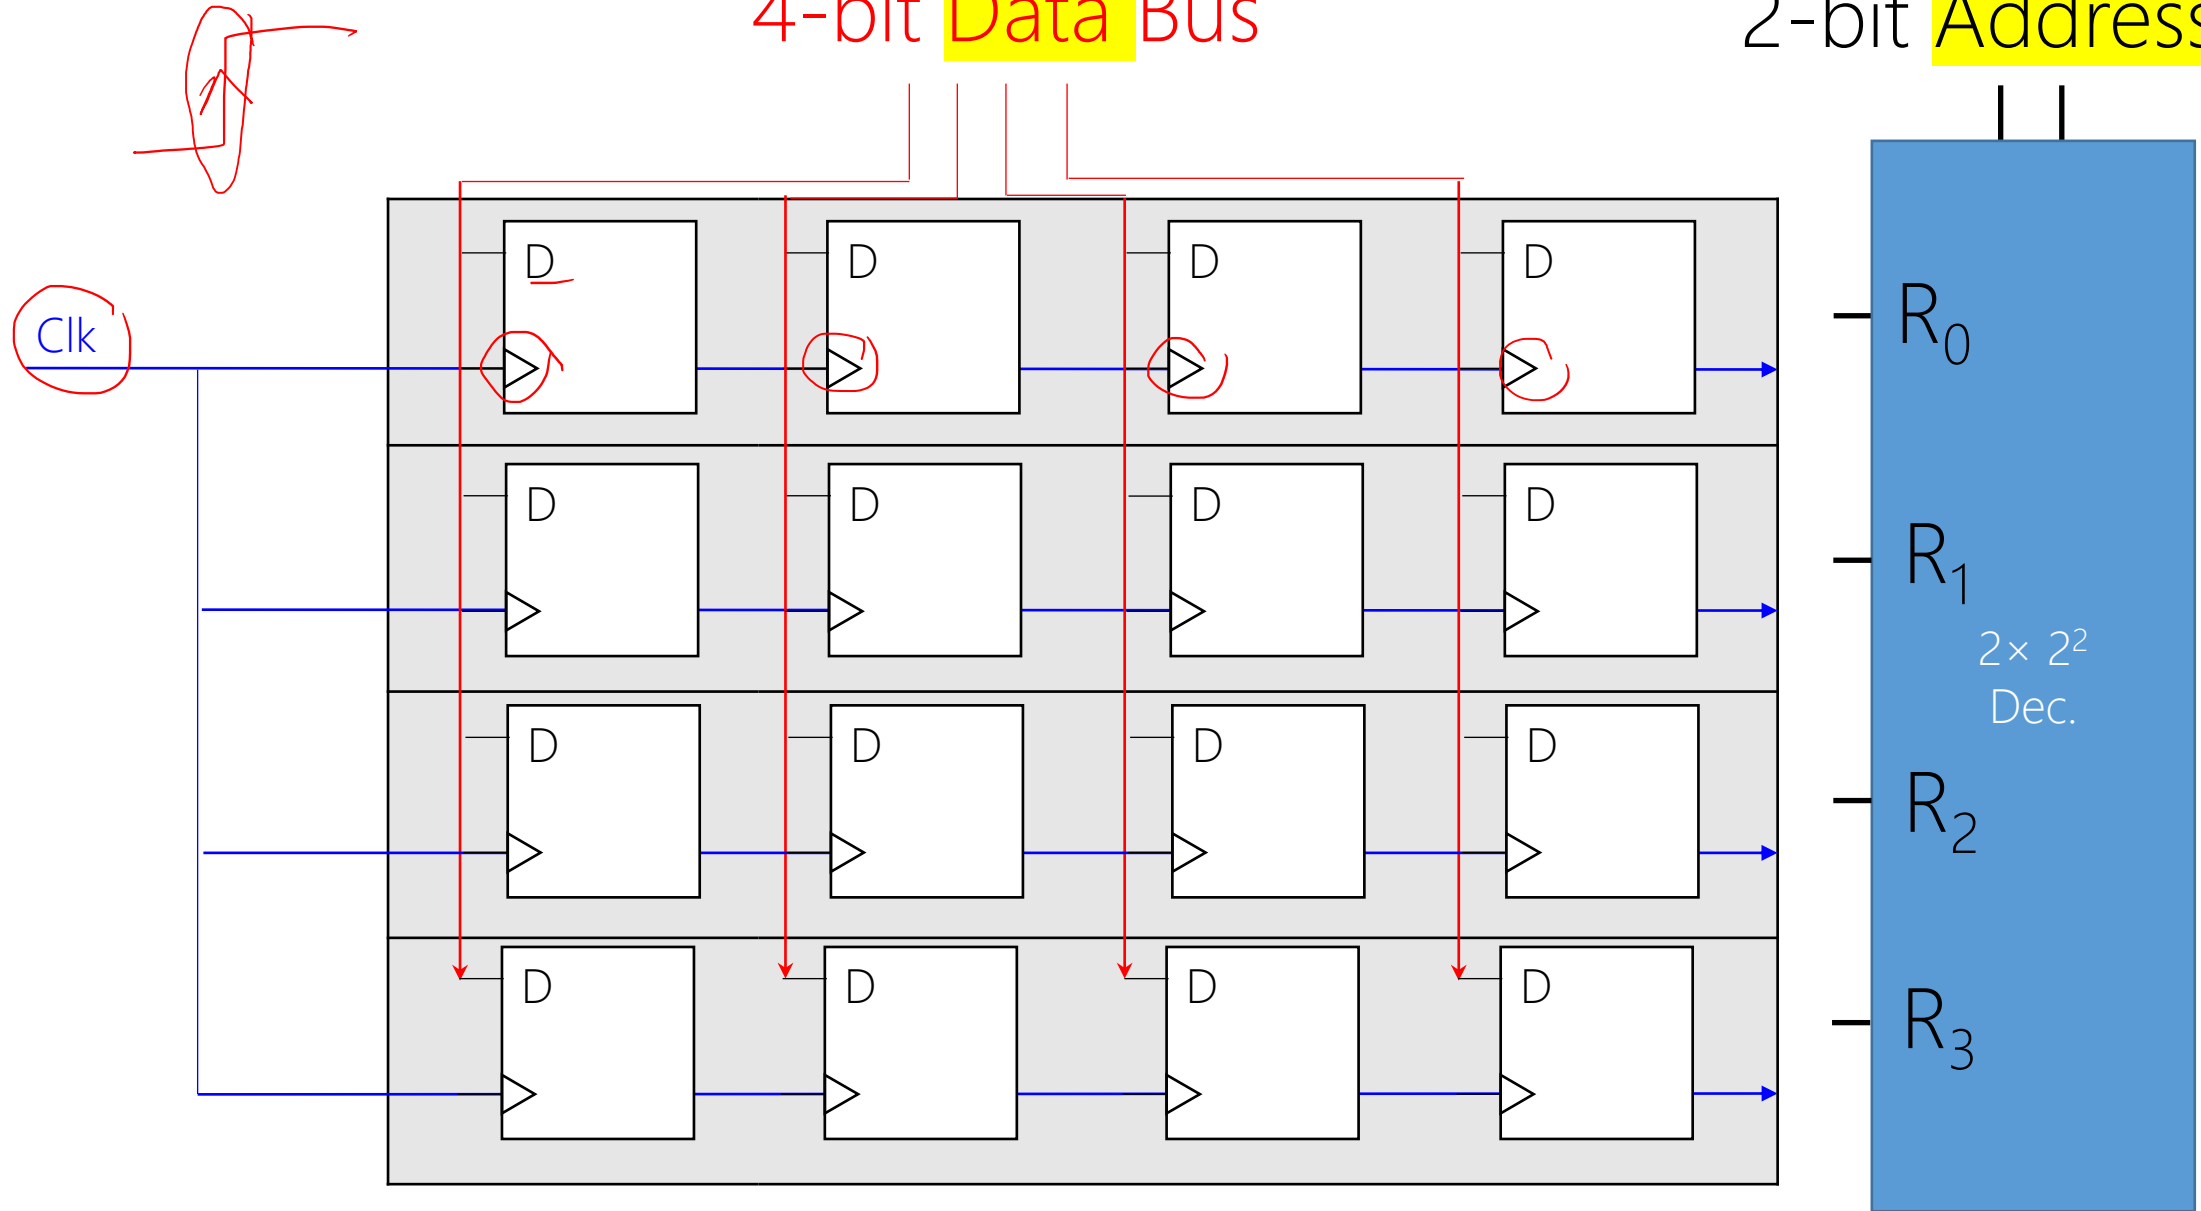 4-bit Data Bus
2-bit Address
Clk
D D D D
R0
D D D D
R1
2× 2²
Dec.
D D D D
R2
D D D D
R3